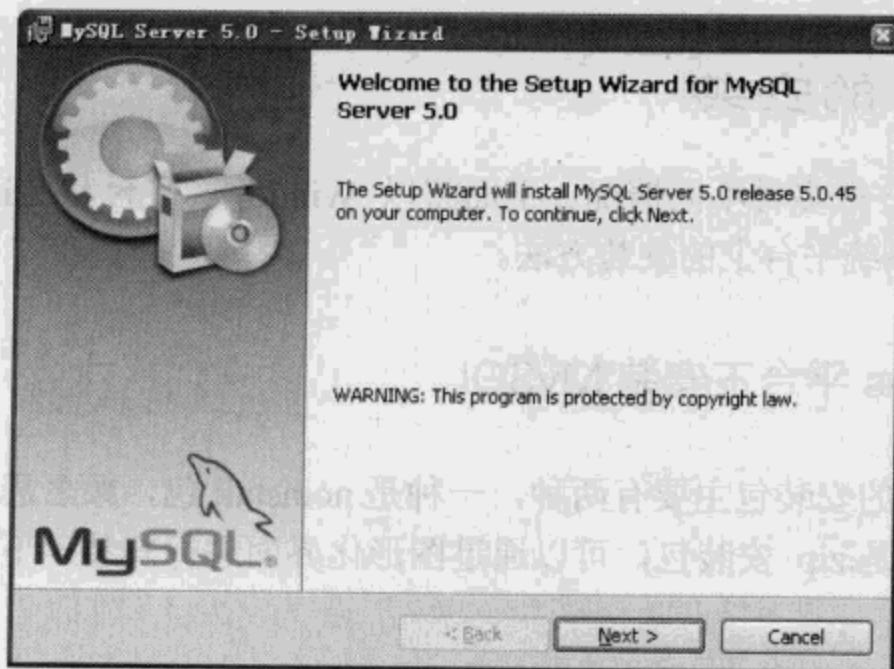 MySQL Server 5.0 - Setup Wizard
Welcome to the Setup Wizard for MySQL
Server 5.0
The Setup Wizard will install MySQL Server 5.0 release 5.0.45
on your computer. To continue, click Next.
WARNING: This program is protected by copyright law.
MySQL.
< Back
Next >
Cancel